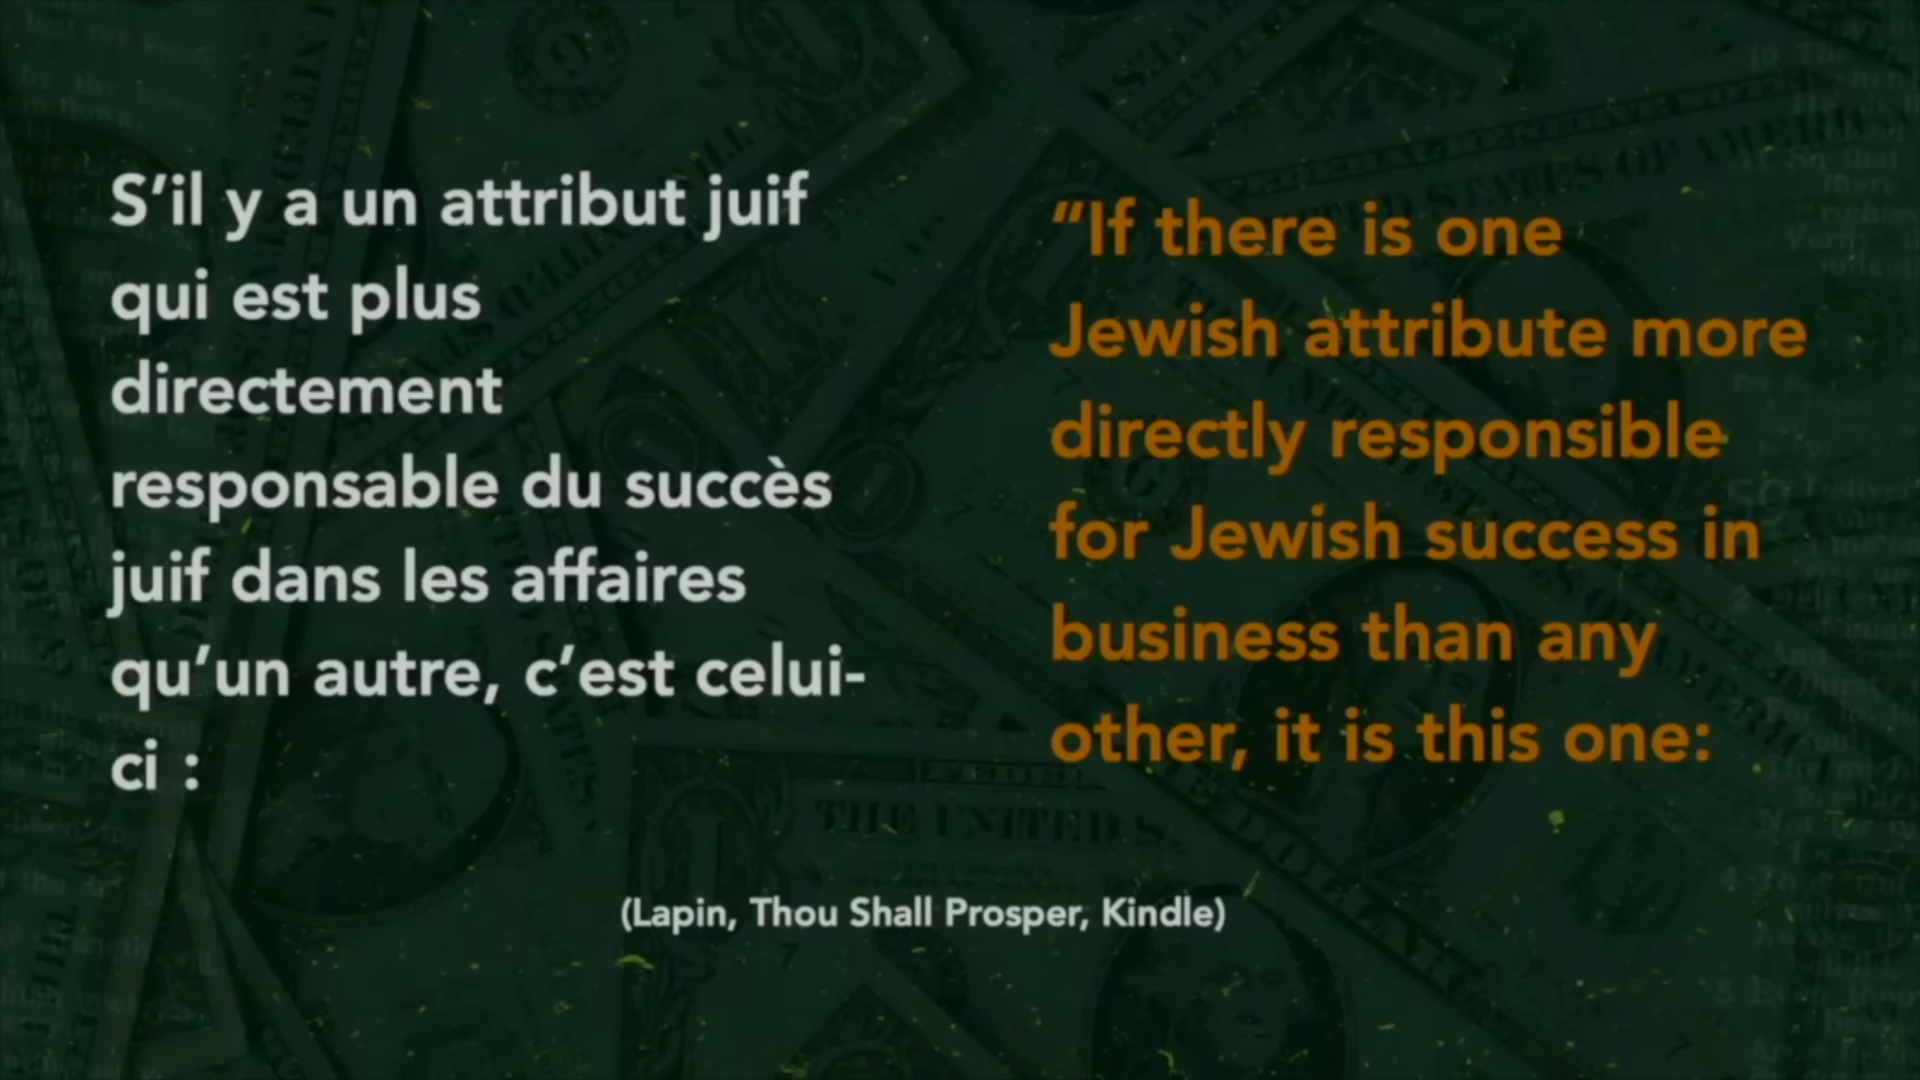 S’il y a un attribut juif
qui est plus
directement
responsable du succès
juif dans les affaires
qu’un autre, c’est celui-
ci :
“If there is one
Jewish attribute more
directly responsible
for Jewish success in
business than any
other, it is this one:
(Lapin, Thou Shall Prosper, Kindle)
THE UNITED S